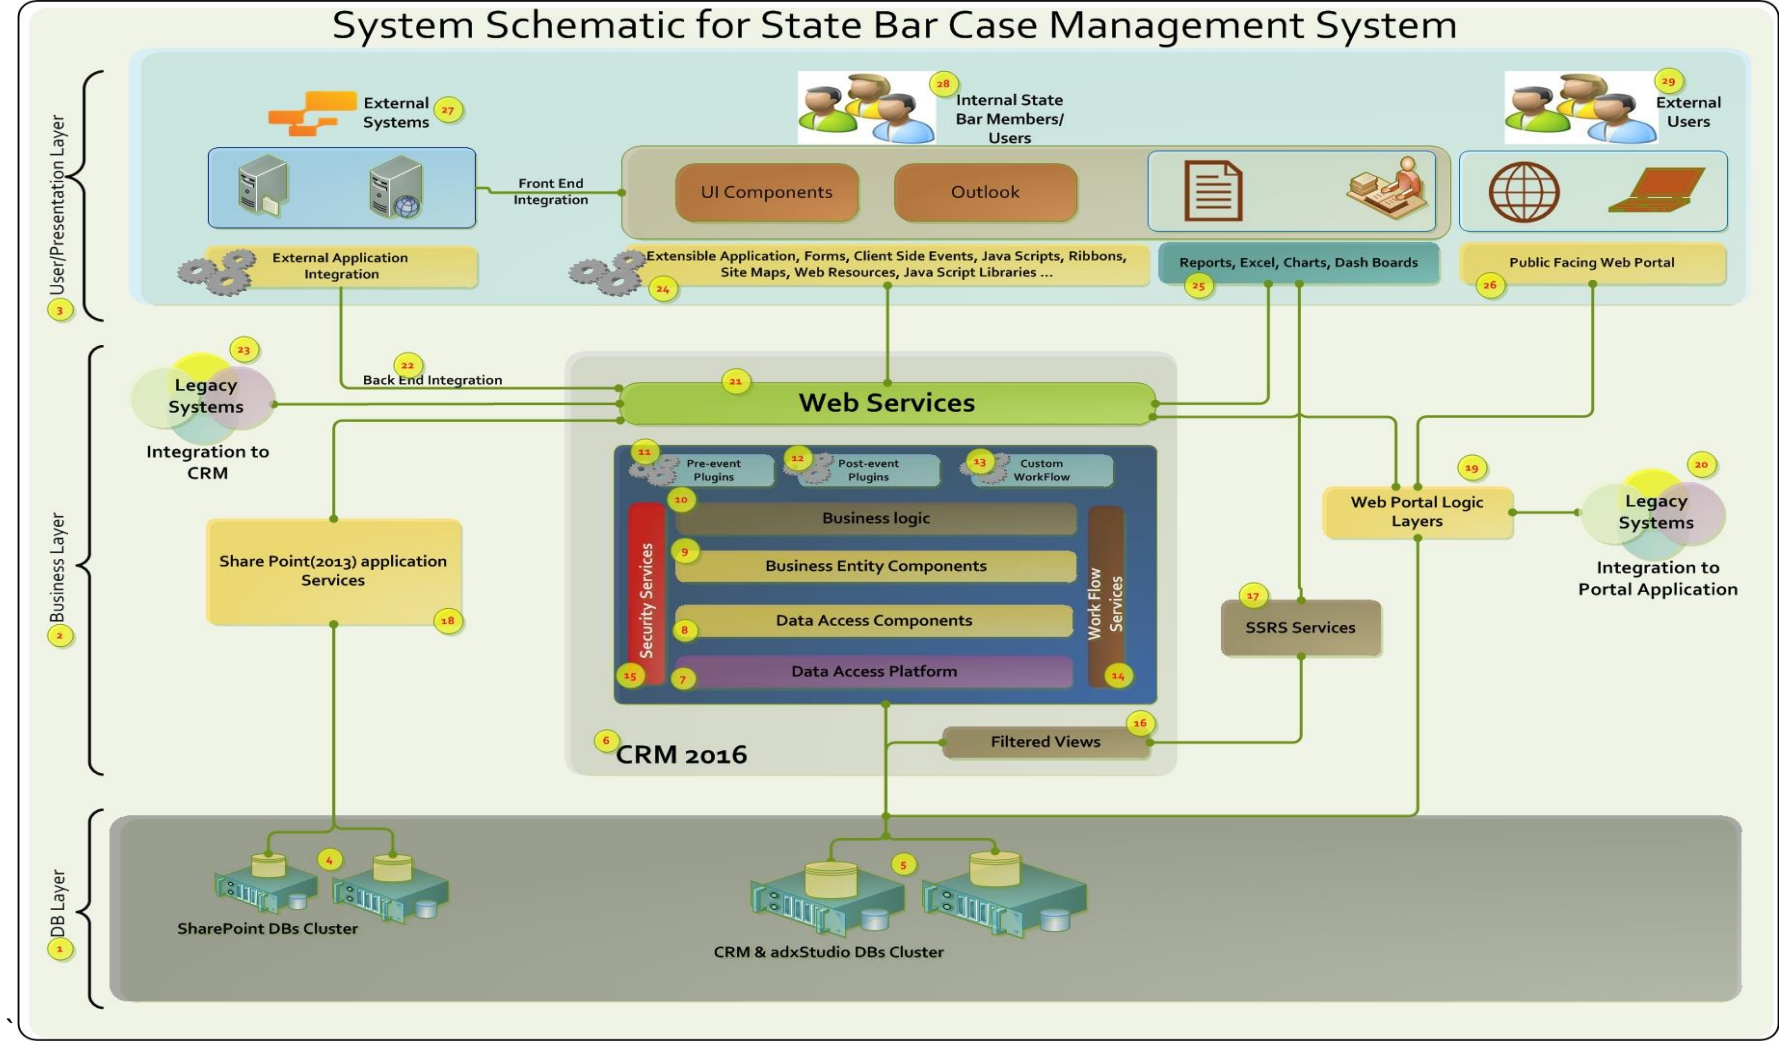 System Schematic for State Bar Case Management System
User/Presentation Layer
3
External
Systems
27
28
Internal State
Bar Members/
Users
29
External
Users
Front End
Integration
UI Components
Outlook
External Application
Integration
Extensible Application, Forms, Client Side Events, Java Scripts, Ribbons,
Site Maps, Web Resources, Java Script Libraries ...
24
Reports, Excel, Charts, Dash Boards
25
Public Facing Web Portal
26
Business Layer
2
23
Legacy
Systems
Integration to
CRM
22
Back End Integration
21
Web Services
11
Pre-event
Plugins
12
Post-event
Plugins
13
Custom
WorkFlow
10
Business logic
9
Business Entity Components
8
Data Access Components
7
Data Access Platform
Security Services
15
Work Flow
Services
14
6
CRM 2016
16
Filtered Views
17
SSRS Services
Share Point(2013) application
Services
18
19
Web Portal Logic
Layers
20
Legacy
Systems
Integration to
Portal Application
DB Layer
1
4
SharePoint DBs Cluster
5
CRM & adxStudio DBs Cluster
`